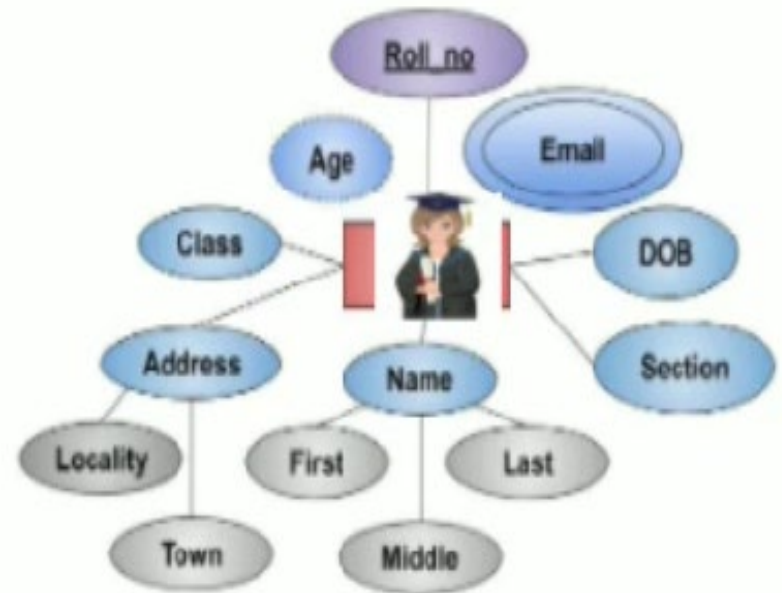 Roll_no
Age
Email
Class
DOB
Address
Name
Section
Locality
First
Last
Town
Middle